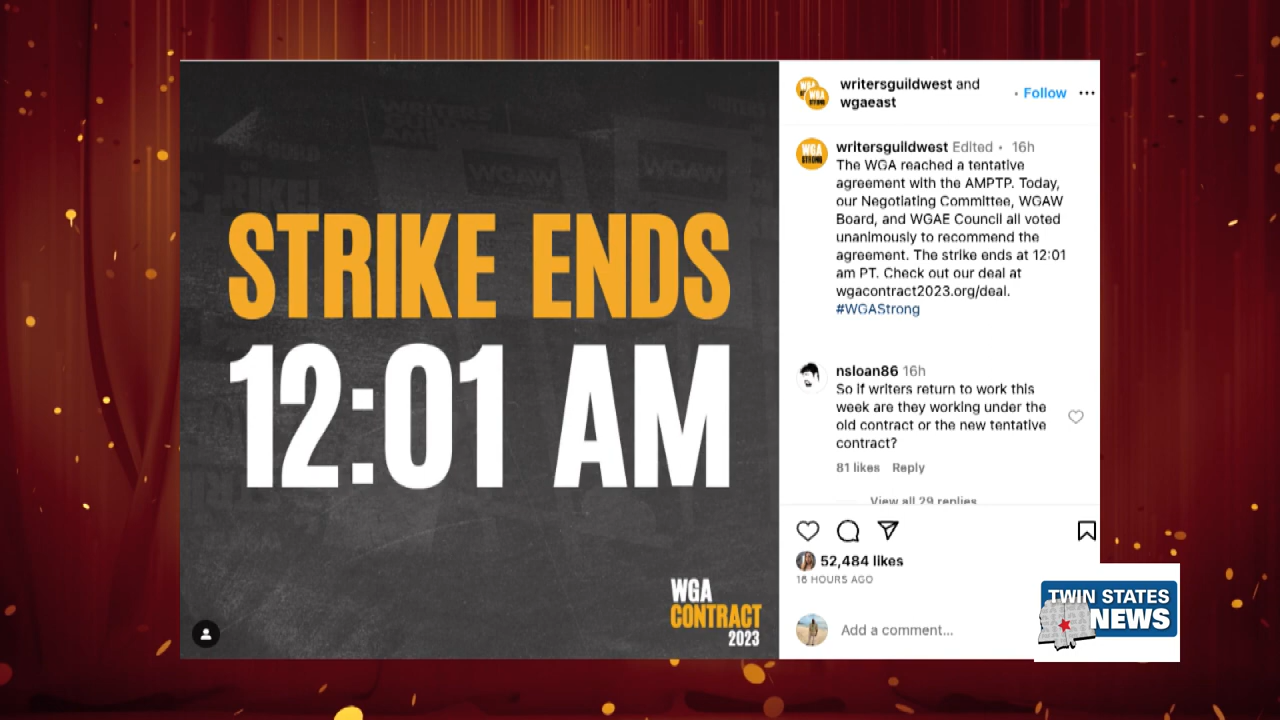 STRIKE ENDS
12:01 AM
WGA
CONTRACT
2023
writersguildwest and
wgaeast
• Follow
WGA
STRONG
writersguildwest Edited • 16h
The WGA reached a tentative
agreement with the AMPTP. Today,
our Negotiating Committee, WGAW
Board, and WGAE Council all voted
unanimously to recommend the
agreement. The strike ends at 12:01
am PT. Check out our deal at
wgacontract2023.org/deal.
#WGAStrong
nsloan86 16h
So if writers return to work this
week are they working under the
old contract or the new tentative
contract?
81 likes Reply
View all 29 replies
52,484 likes
16 HOURS AGO
Add a comment...
TWIN STATES
NEWS